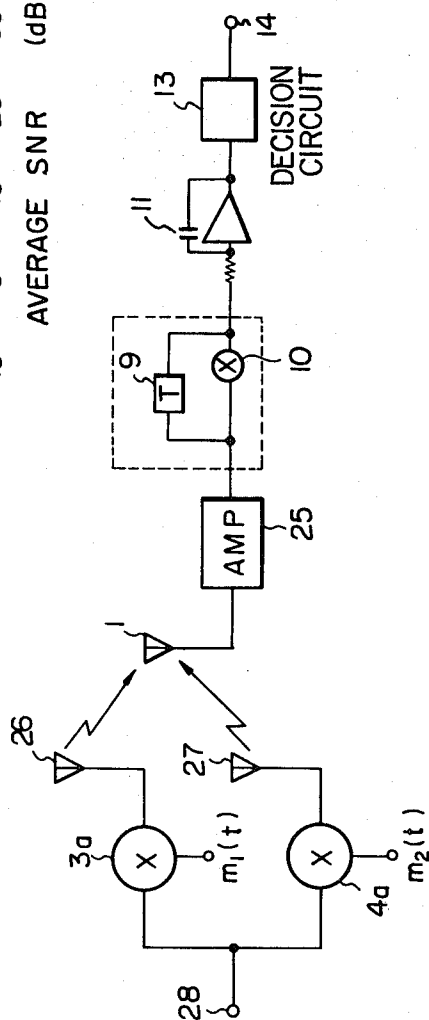 AVERAGE SNR (dB
26
1
9
T
11
13
14
3a
X
m₁(t)
28
27
AMP
25
X
10
DECISION
CIRCUIT
X
4a
m₂(t)